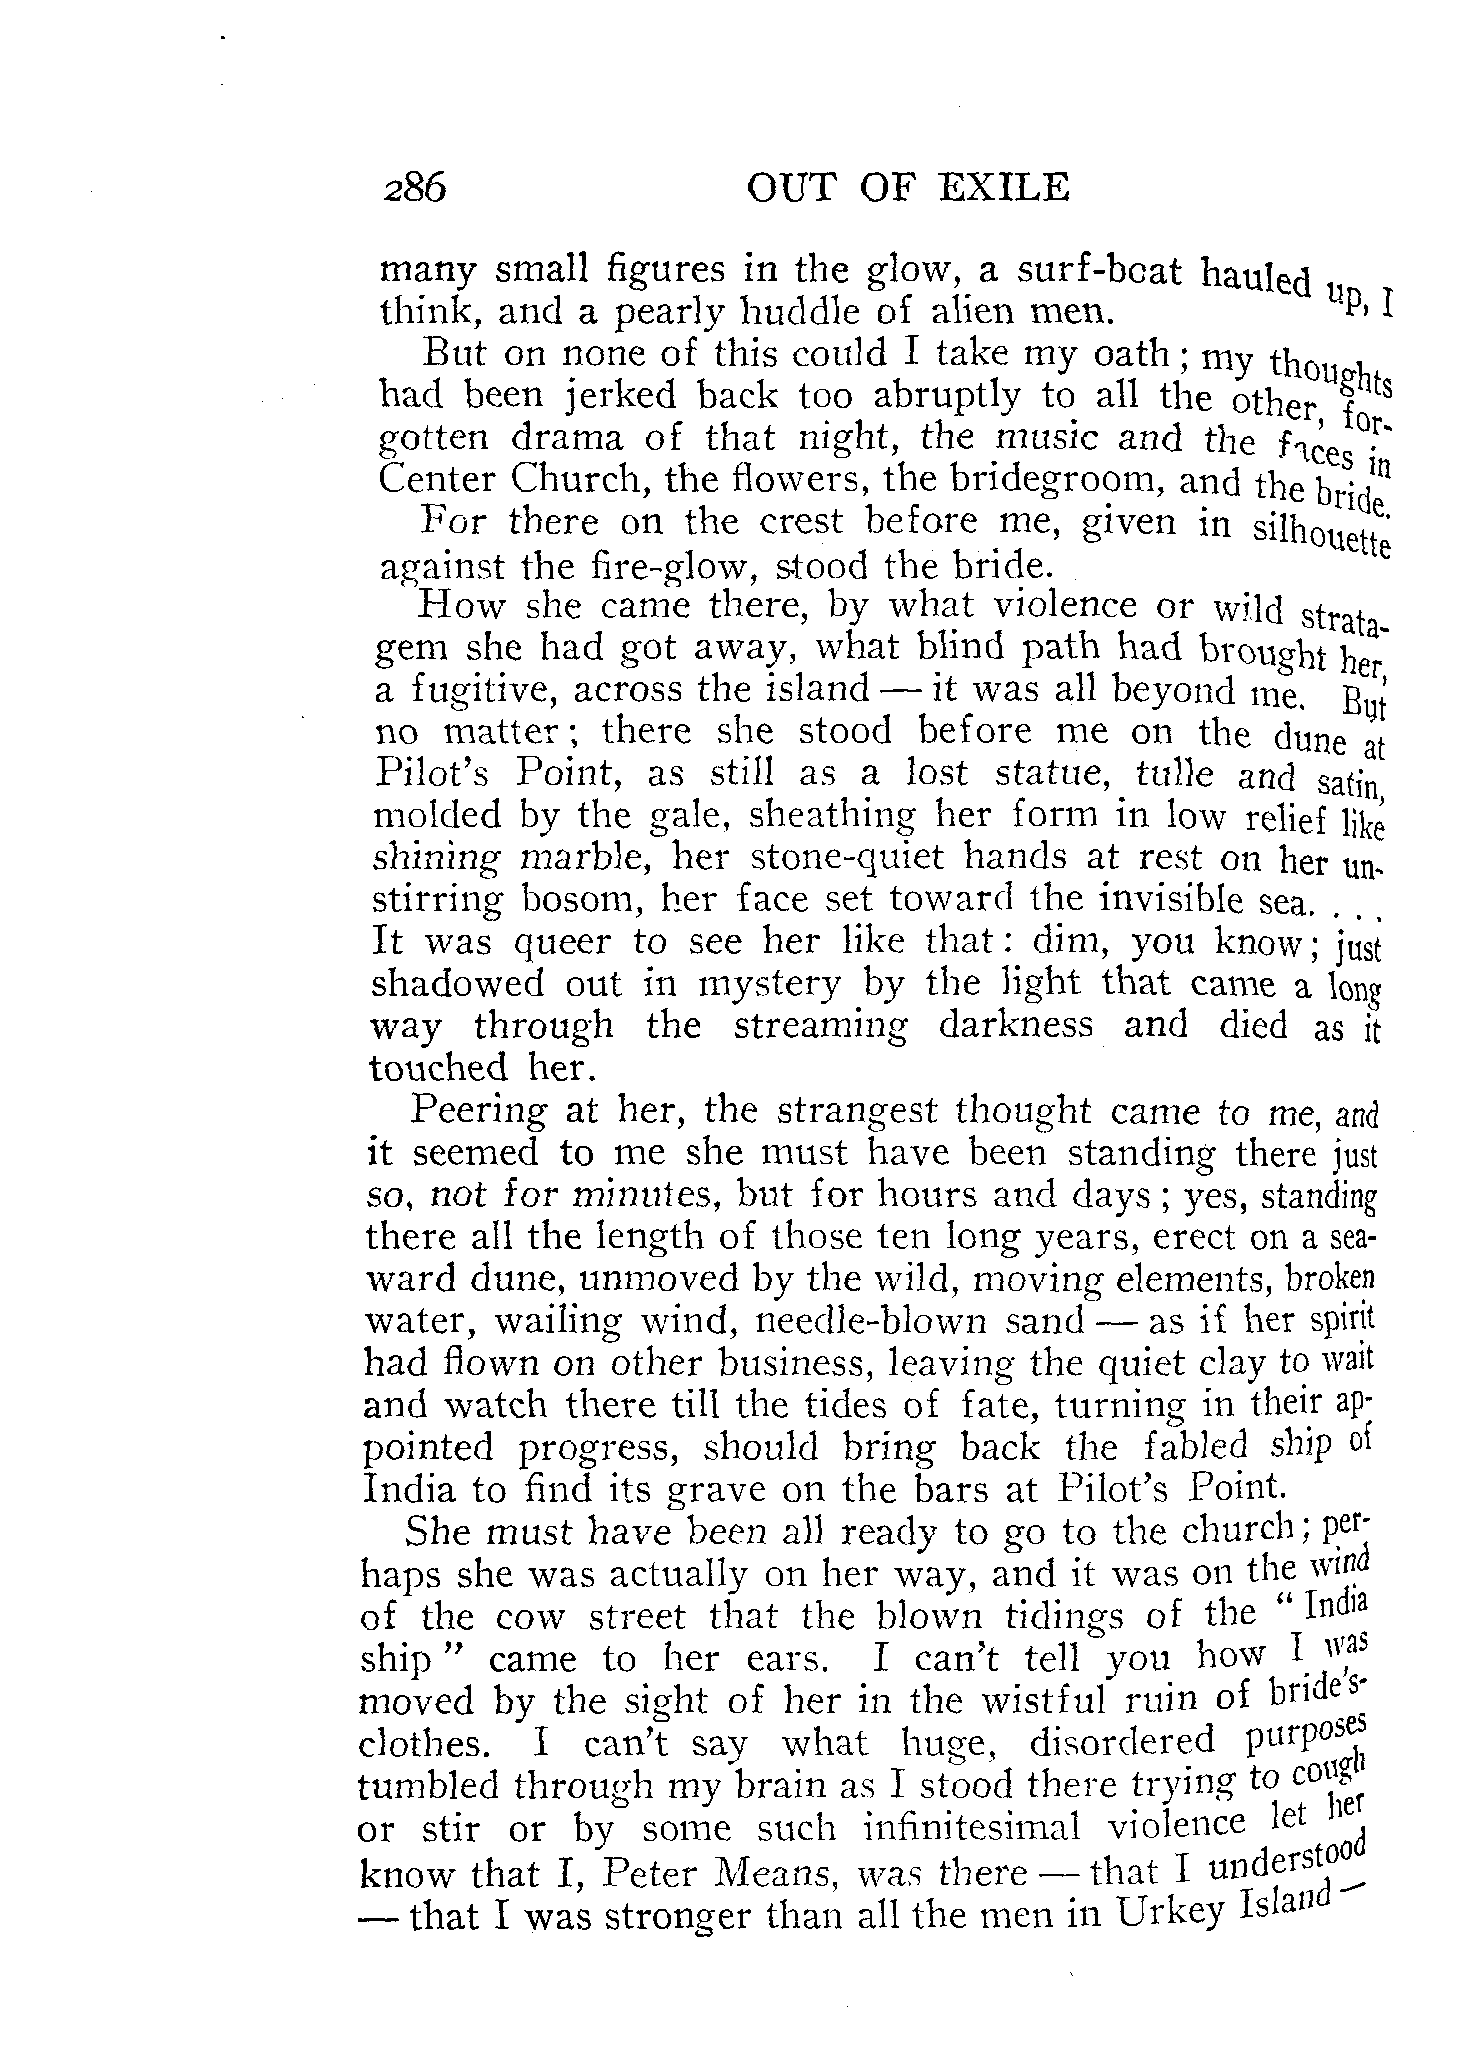 286 OUT OF EXILE
many small figures in the glow, a surf-boat hauled up, I
think, and a pearly huddle of alien men.
But on none of this could I take my oath; my thoughts
had been jerked back too abruptly to all the other, for-
gotten drama of that night, the music and the faces in
Center Church, the flowers, the bridegroom, and the bride.
For there on the crest before me, given in silhouette
against the fire-glow, stood the bride.
How she came there, by what violence or wild strata-
gem she had got away, what blind path had brought her,
a fugitive, across the island — it was all beyond me. But
no matter; there she stood before me on the dune at
Pilot's Point, as still as a lost statue, tulle and satin,
molded by the gale, sheathing her form in low relief like
shining marble, her stone-quiet hands at rest on her un-
stirring bosom, her face set toward the invisible sea. . . .
It was queer to see her like that: dim, you know; just
shadowed out in mystery by the light that came a long
way through the streaming darkness and died as it
touched her.
Peering at her, the strangest thought came to me, and
it seemed to me she must have been standing there just
so, not for minutes, but for hours and days; yes, standing
there all the length of those ten long years, erect on a sea-
ward dune, unmoved by the wild, moving elements, broken
water, wailing wind, needle-blown sand — as if her spirit
had flown on other business, leaving the quiet clay to wait
and watch there till the tides of fate, turning in their ap-
pointed progress, should bring back the fabled ship of
India to find its grave on the bars at Pilot's Point.
She must have been all ready to go to the church; per-
haps she was actually on her way, and it was on the wind
of the cow street that the blown tidings of the "India
ship" came to her ears. I can't tell you how I was
moved by the sight of her in the wistful ruin of bride's-
clothes. I can't say what huge, disordered purposes
tumbled through my brain as I stood there trying to cough
or stir or by some such infinitesimal violence let her
know that I, Peter Means, was there — that I understood
— that I was stronger than all the men in Urkey Island —